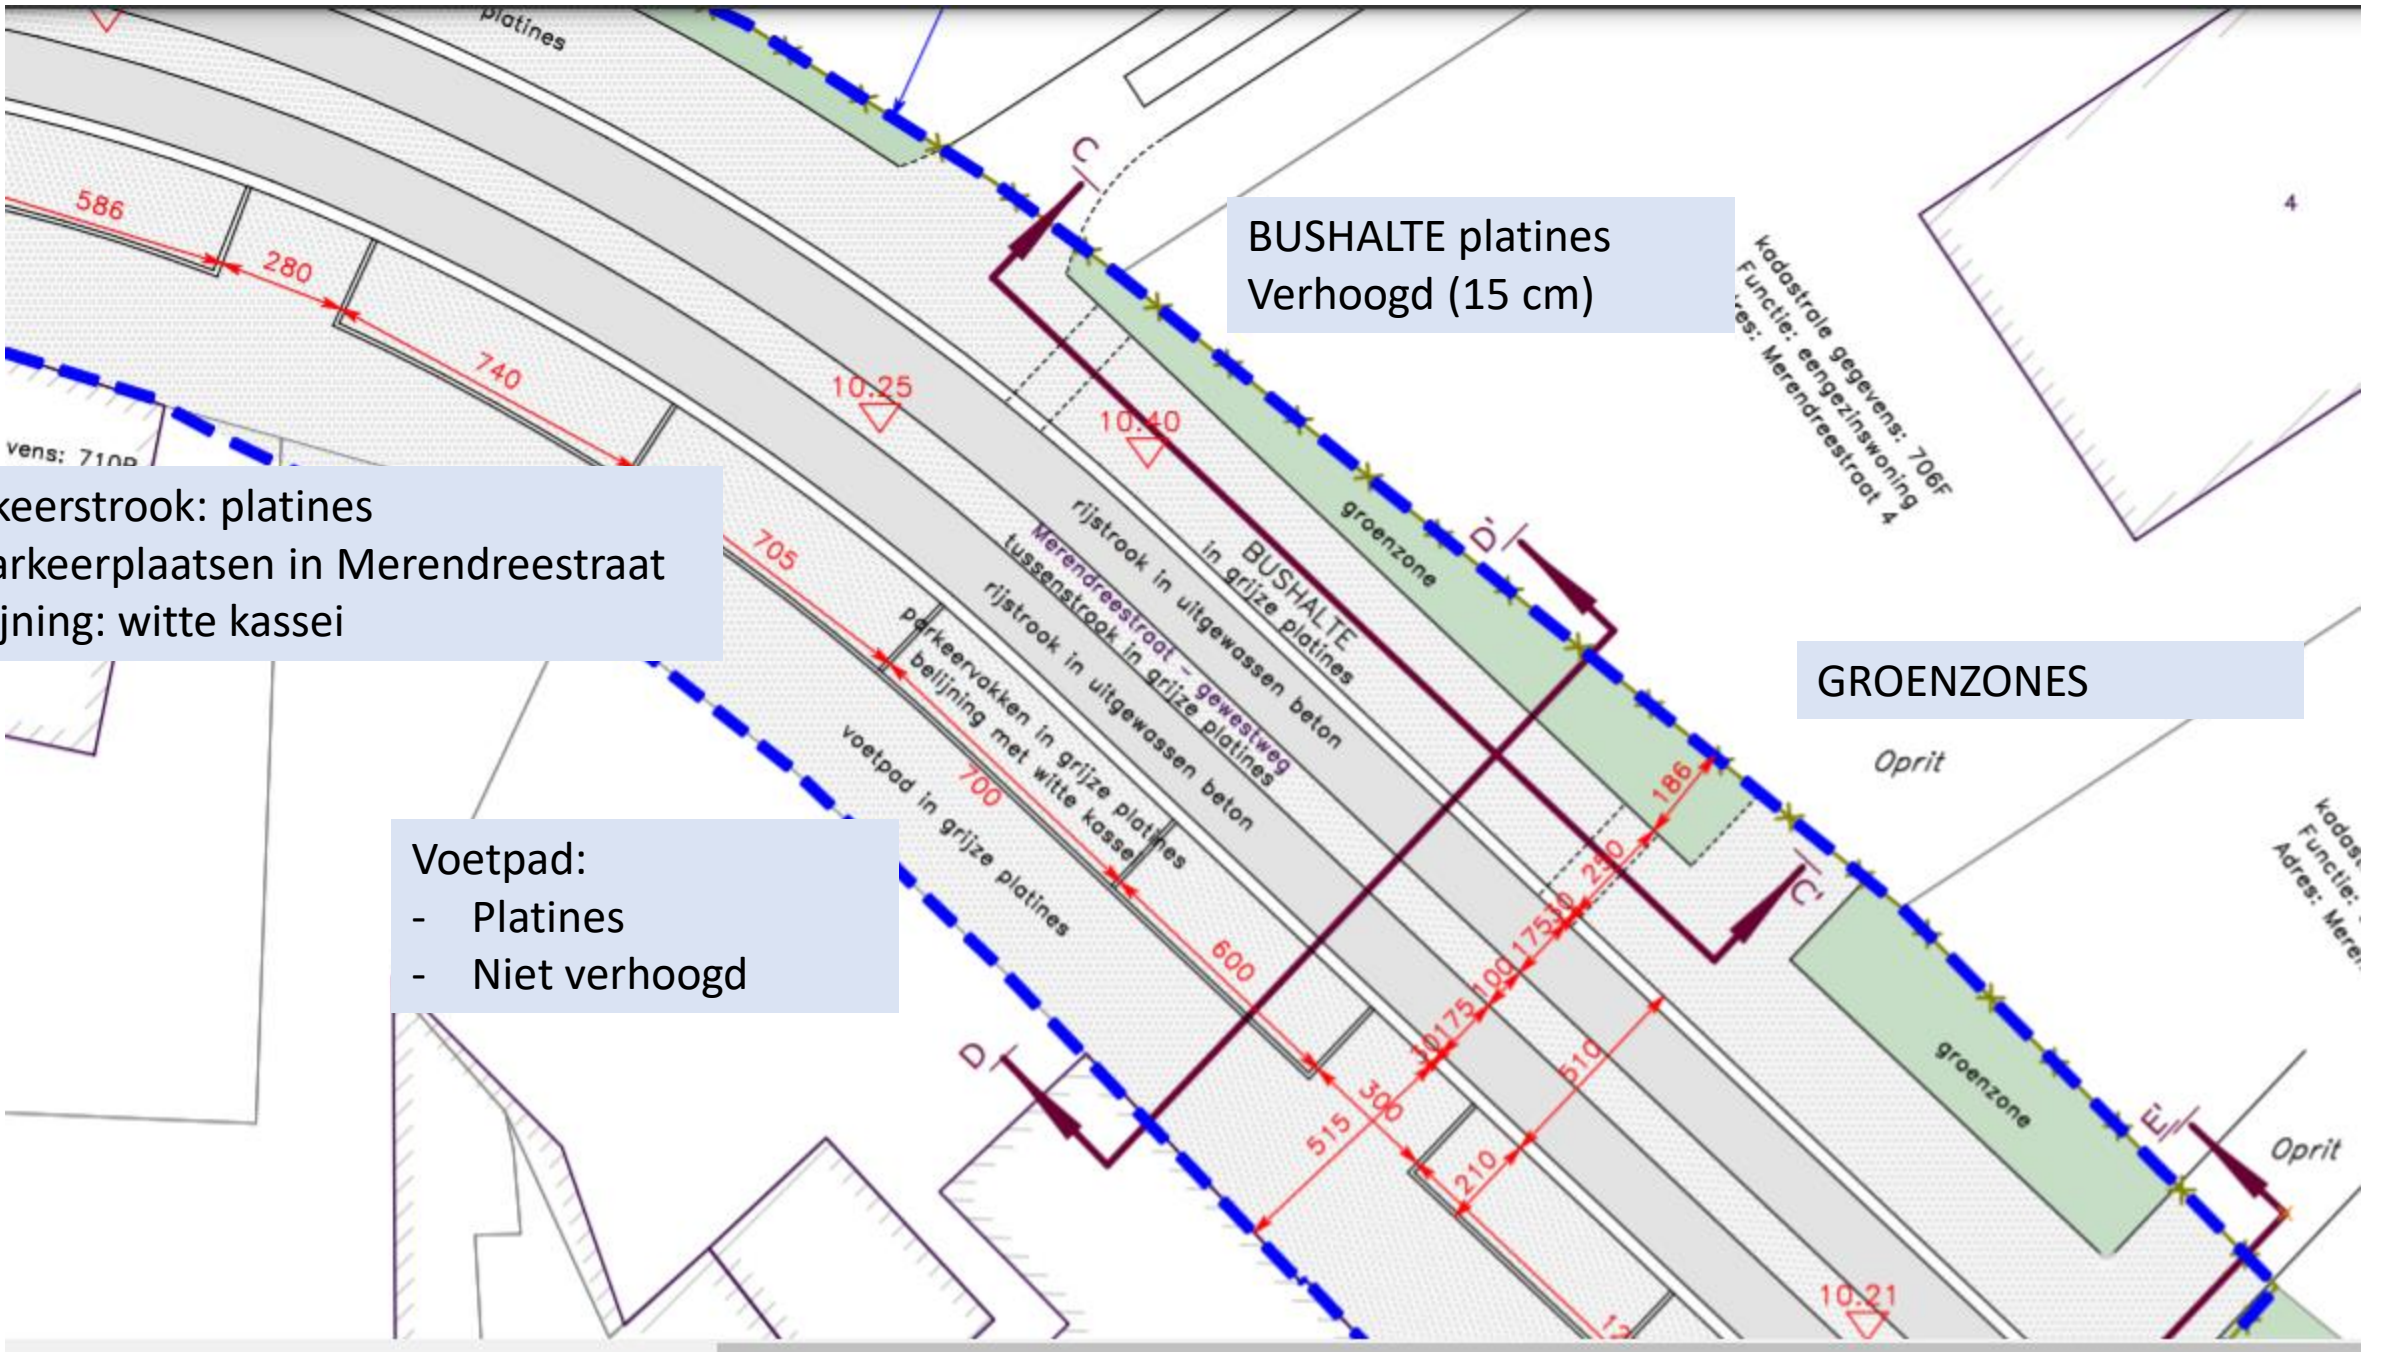 platines
C
586
280
740
BUSHALTE platines
Verhoogd (15 cm)
4
kadastrale gegevens: 706F
Functie: eengezinswoning
Merendreestraat 4
10.25
10.40
vens: 710
keerstrook: platines
arkeerplaatsen in Merendreestraat
jning: witte kassei
705
rijstrook in uitgewassen beton
Merendreestraat - gewestweg
tussenstrook in grijze platines
rijstrook in uitgewassen beton
BUSHALTE
in grijze platines
groenzone
D'
parkeervakken in grijze platines
belijning met witte kassei
voetpad in grijze platines
700
GROENZONES
Oprit
186
250
30
175
100
175
30
C'
Voetpad:
- Platines
- Niet verhoogd
600
D
300
515
510
210
groenzone
Functie:
Adres:
Oprit
10.21